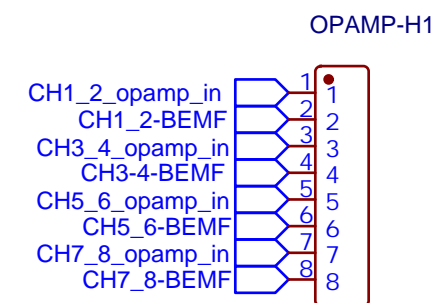 OPAMP-H1
CH1_2_opamp_in 1 1
CH1_2-BEMF 2 2
CH3_4_opamp_in 3 3
CH3-4-BEMF 4 4
CH5_6_opamp_in 5 5
CH5_6-BEMF 6 6
CH7_8_opamp_in 7 7
CH7_8-BEMF 8 8